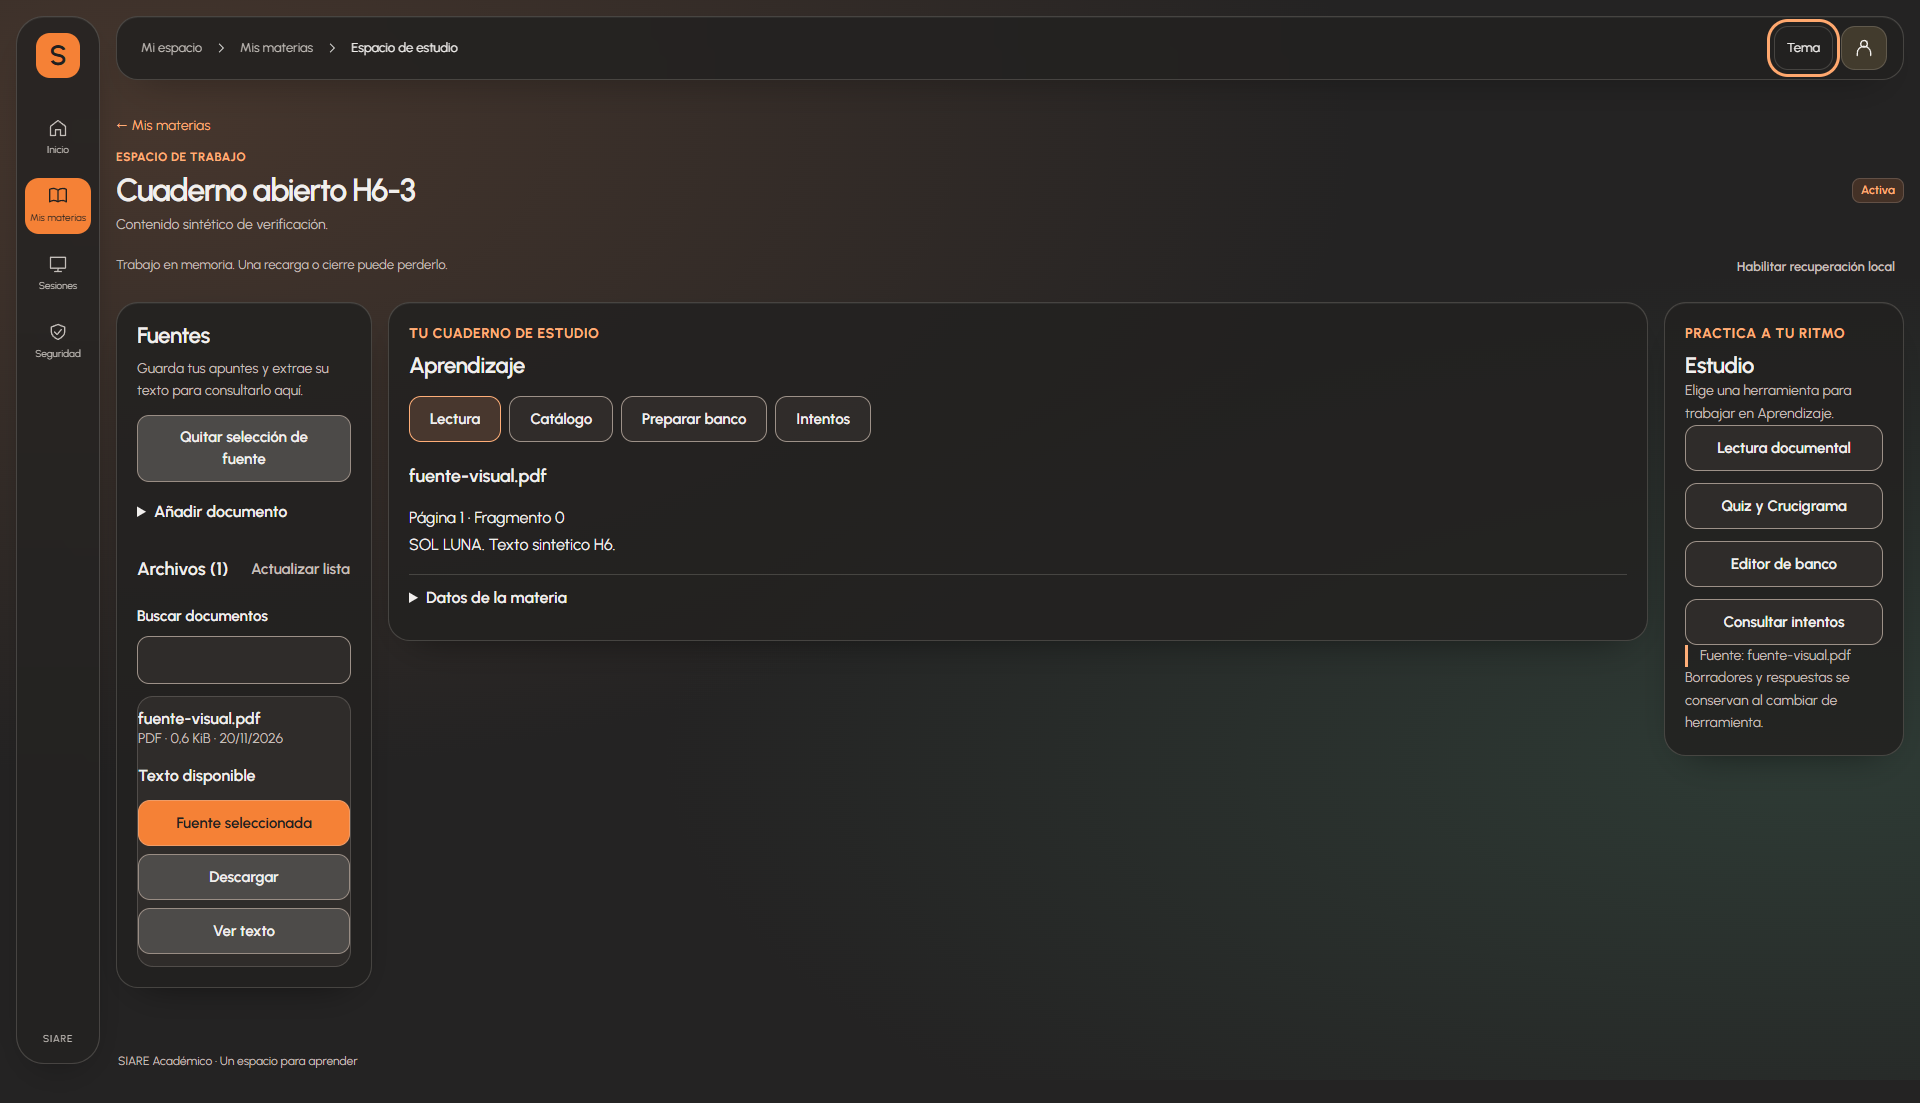 S
Inicio
Mis materias
Sesiones
Seguridad
SIARE
Mi espacio > Mis materias > Espacio de estudio
Tema
← Mis materias
ESPACIO DE TRABAJO
Cuaderno abierto H6-3
Activa
Contenido sintético de verificación.
Trabajo en memoria. Una recarga o cierre puede perderlo.
Habilitar recuperación local
Fuentes
Guarda tus apuntes y extrae su
texto para consultarlo aquí.
Quitar selección de
fuente
Añadir documento
Archivos (1)
Actualizar lista
Buscar documentos
fuente-visual.pdf
PDF · 0,6 KiB · 20/11/2026
Texto disponible
Fuente seleccionada
Descargar
Ver texto
TU CUADERNO DE ESTUDIO
Aprendizaje
Lectura
Catálogo
Preparar banco
Intentos
fuente-visual.pdf
Página 1 · Fragmento 0
SOL LUNA. Texto sintetico H6.
Datos de la materia
PRACTICA A TU RITMO
Estudio
Elige una herramienta para
trabajar en Aprendizaje.
Lectura documental
Quiz y Crucigrama
Editor de banco
Consultar intentos
Fuente: fuente-visual.pdf
Borradores y respuestas se
conservan al cambiar de
herramienta.
SIARE Académico · Un espacio para aprender